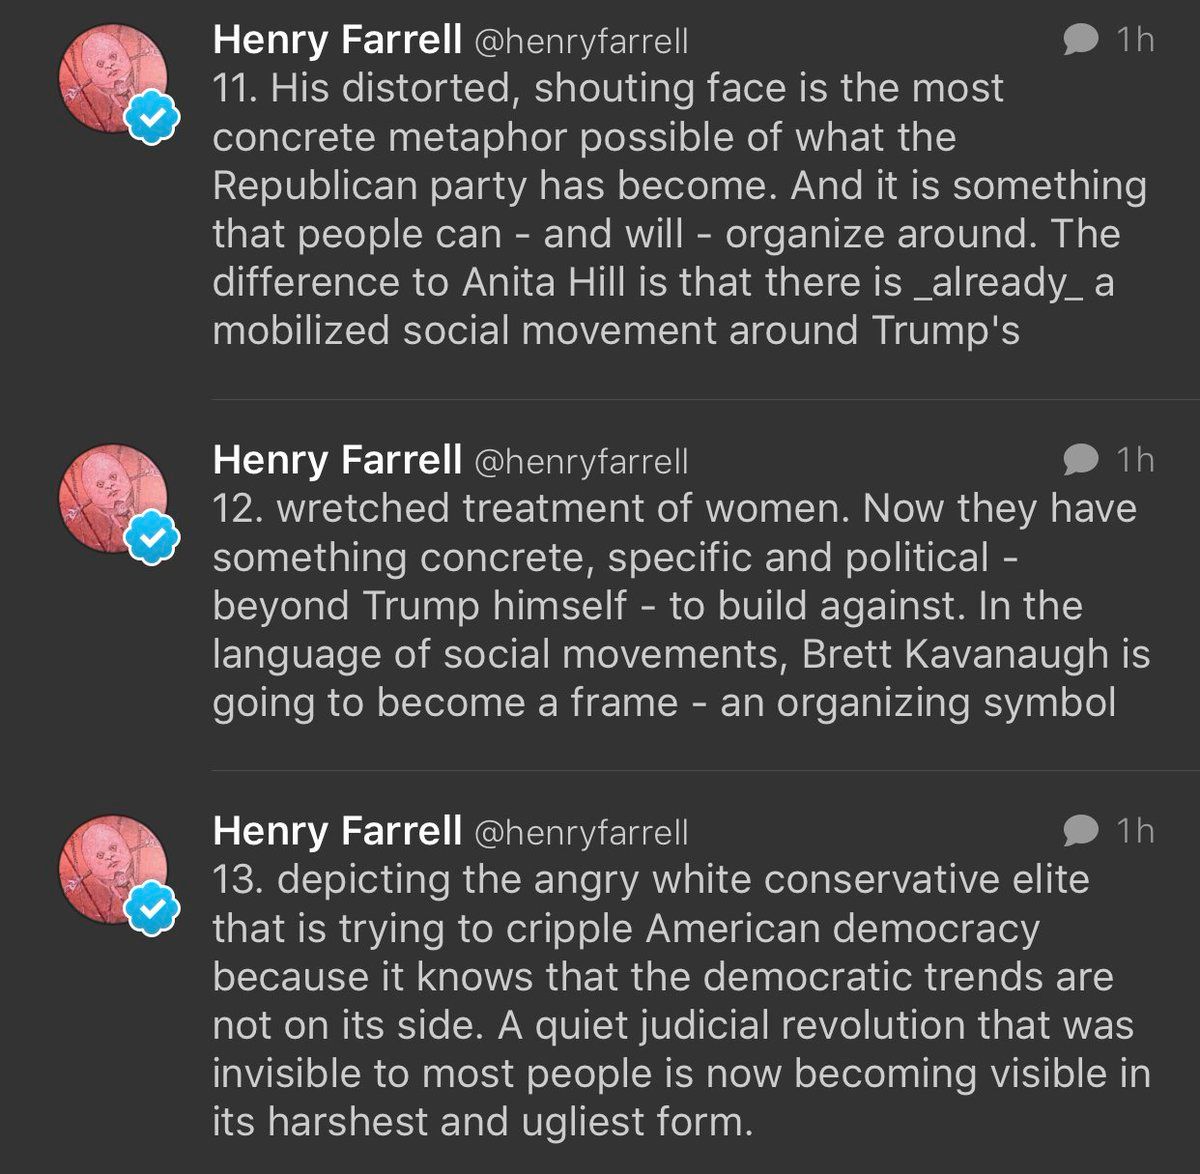 Henry Farrell @henryfarrell 1h
11. His distorted, shouting face is the most
concrete metaphor possible of what the
Republican party has become. And it is something
that people can - and will - organize around. The
difference to Anita Hill is that there is _already_ a
mobilized social movement around Trump's
Henry Farrell @henryfarrell 1h
12. wretched treatment of women. Now they have
something concrete, specific and political -
beyond Trump himself - to build against. In the
language of social movements, Brett Kavanaugh is
going to become a frame - an organizing symbol
Henry Farrell @henryfarrell 1h
13. depicting the angry white conservative elite
that is trying to cripple American democracy
because it knows that the democratic trends are
not on its side. A quiet judicial revolution that was
invisible to most people is now becoming visible in
its harshest and ugliest form.